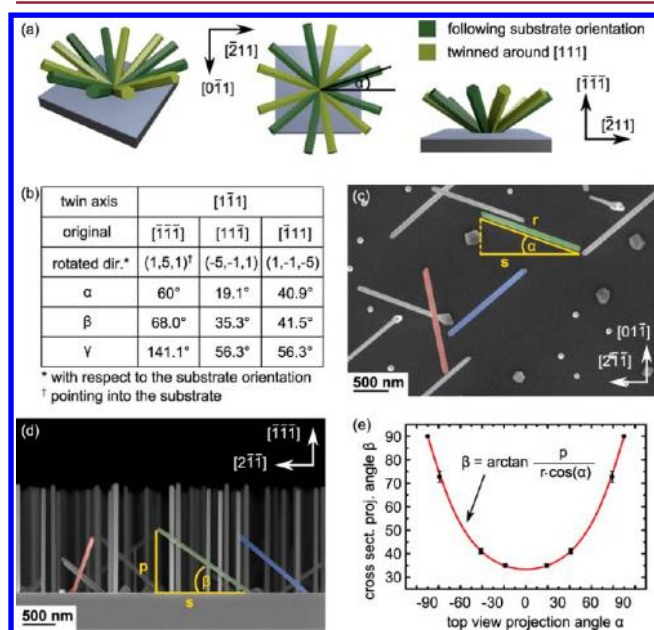 (a)
[2̄11]
[01̄1]
α
following substrate orientation
twinned around [111]
[1̄1̄1̄]
[2̄11]
(b)
twin axis [11̄1]
original [1̄1̄1̄] [111̄] [1̄11]
rotated dir.* (1,5,1)† (-5,-1,1) (1,-1,-5)
α 60° 19.1° 40.9°
β 68.0° 35.3° 41.5°
γ 141.1° 56.3° 56.3°
* with respect to the substrate orientation
† pointing into the substrate
(c)
r
α
s
[011̄]
[21̄1̄]
500 nm
(d)
[1̄1̄1̄]
[21̄1̄]
p
β
s
500 nm
(e)
β = arctan p / r·cos(α)
cross sect. proj. angle β
90
80
70
60
50
40
30
-90 -60 -30 0 30 60 90
top view projection angle α